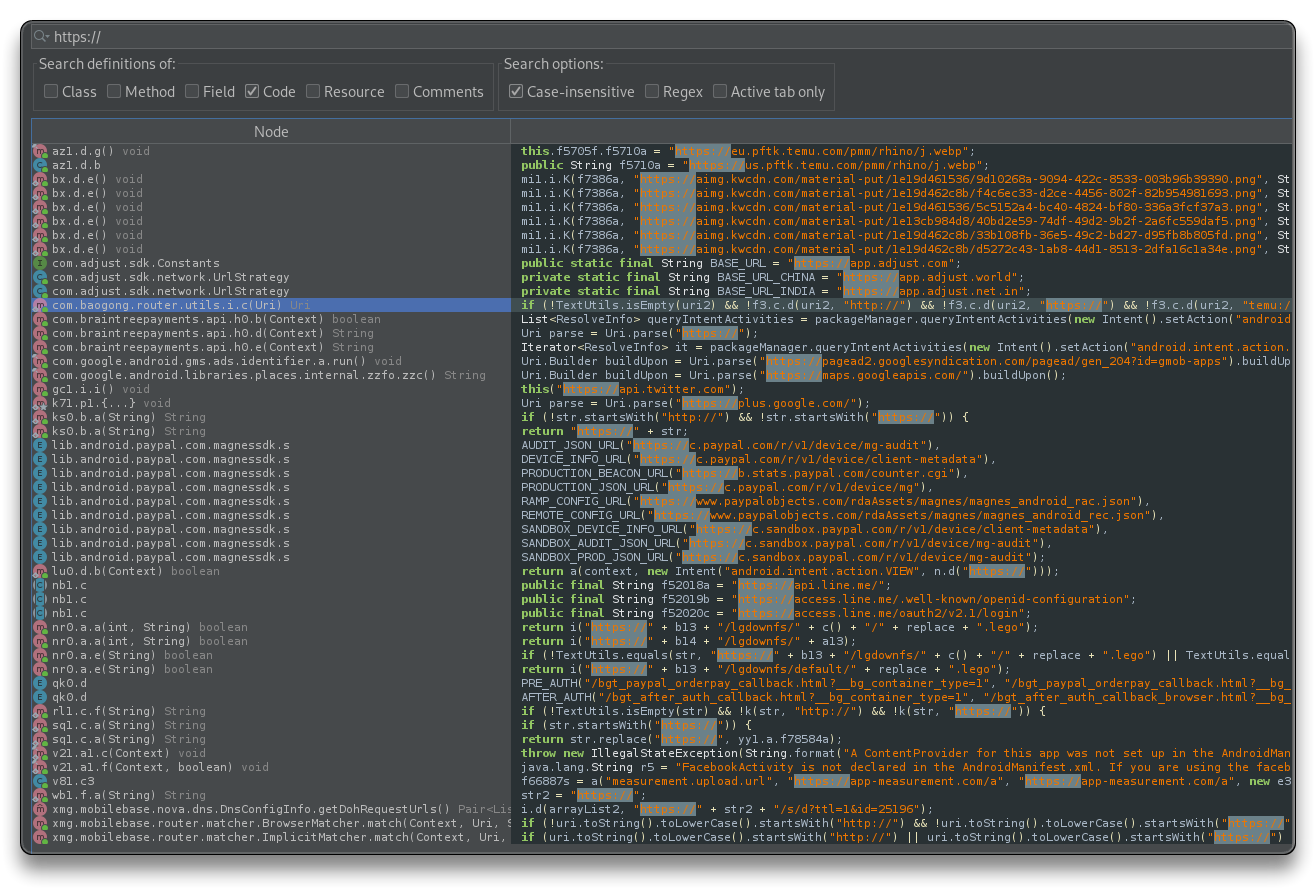 https://
Search definitions of:
Search options:
Class Method Field Code Resource Comments
Case-insensitive Regex Active tab only
Node
az1.d.g() void this.f5705f.f5710a = "https://eu.pftk.temu.com/pmm/rhino/j.webp";
az1.d.b public String f5710a = "https://us.pftk.temu.com/pmm/rhino/j.webp";
bx.d.e() void mil.i.K(f7386a, "https://aimg.kwcdn.com/material-put/1e19d461536/9d10268a-9094-422c-8533-003b96b39390.png", St
bx.d.e() void mil.i.K(f7386a, "https://aimg.kwcdn.com/material-put/1e19d462c8b/f4c6ec33-d2ce-4456-802f-82b954981693.png", St
bx.d.e() void mil.i.K(f7386a, "https://aimg.kwcdn.com/material-put/1e19d461536/5c5152a4-bc40-4824-bf80-336a3fcf37a3.png", St
bx.d.e() void mil.i.K(f7386a, "https://aimg.kwcdn.com/material-put/1e13cb984d8/40bd2e59-74df-49d2-9b2f-2a6fc559daf5.png", St
bx.d.e() void mil.i.K(f7386a, "https://aimg.kwcdn.com/material-put/1e19d462c8b/33b108fb-36e5-49c2-bd27-d95fb8b805fd.png", St
bx.d.e() void mil.i.K(f7386a, "https://aimg.kwcdn.com/material-put/1e19d462c8b/d5272c43-1ab8-44d1-8513-2dfa16c1a34e.png", St
com.adjust.sdk.Constants public static final String BASE_URL = "https://app.adjust.com";
com.adjust.sdk.network.UrlStrategy private static final String BASE_URL_CHINA = "https://app.adjust.world";
com.adjust.sdk.network.UrlStrategy private static final String BASE_URL_INDIA = "https://app.adjust.net.in";
com.baogong.router.utils.i.c(Uri) Uri if (!TextUtils.isEmpty(uri2) && !f3.c.d(uri2, "http://") && !f3.c.d(uri2, "https://") && !f3.c.d(uri2, "temu:/
com.braintreepayments.api.h0.b(Context) boolean List<ResolveInfo> queryIntentActivities = packageManager.queryIntentActivities(new Intent().setAction("android
com.braintreepayments.api.h0.d(Context) String Uri parse = Uri.parse("https://");
com.braintreepayments.api.h0.e(Context) String Iterator<ResolveInfo> it = packageManager.queryIntentActivities(new Intent().setAction("android.intent.action.
com.google.android.gms.ads.identifier.a.run() void Uri.Builder buildUpon = Uri.parse("https://pagead2.googlesyndication.com/pagead/gen_204?id=gmob-apps").buildUp
com.google.android.libraries.places.internal.zzfo.zzc() String Uri.Builder buildUpon = Uri.parse("https://maps.googleapis.com/").buildUpon();
gc1.i.i() void this("https://api.twitter.com");
k71.p1.{...} void Uri parse = Uri.parse("https://plus.google.com/");
ks0.b.a(String) String if (!str.startsWith("http://") && !str.startsWith("https://")) {
ks0.b.a(String) String return "https://" + str;
lib.android.paypal.com.magnessdk.s AUDIT_JSON_URL("https://c.paypal.com/r/v1/device/mg-audit"),
lib.android.paypal.com.magnessdk.s DEVICE_INFO_URL("https://c.paypal.com/r/v1/device/client-metadata"),
lib.android.paypal.com.magnessdk.s PRODUCTION_BEACON_URL("https://b.stats.paypal.com/counter.cgi"),
lib.android.paypal.com.magnessdk.s PRODUCTION_JSON_URL("https://c.paypal.com/r/v1/device/mg"),
lib.android.paypal.com.magnessdk.s RAMP_CONFIG_URL("https://www.paypalobjects.com/rdaAssets/magnes/magnes_android_rac.json"),
lib.android.paypal.com.magnessdk.s REMOTE_CONFIG_URL("https://www.paypalobjects.com/rdaAssets/magnes/magnes_android_rec.json"),
lib.android.paypal.com.magnessdk.s SANDBOX_DEVICE_INFO_URL("https://c.sandbox.paypal.com/r/v1/device/client-metadata"),
lib.android.paypal.com.magnessdk.s SANDBOX_AUDIT_JSON_URL("https://c.sandbox.paypal.com/r/v1/device/mg-audit"),
lib.android.paypal.com.magnessdk.s SANDBOX_PROD_JSON_URL("https://c.sandbox.paypal.com/r/v1/device/mg-audit");
lu0.d.b(Context) boolean return a(context, new Intent("android.intent.action.VIEW", n.d("https://")));
nb1.c public final String f52018a = "https://api.line.me/";
nb1.c public final String f52019b = "https://access.line.me/.well-known/openid-configuration";
nb1.c public final String f52020c = "https://access.line.me/oauth2/v2.1/login";
nr0.a.a(int, String) boolean return i("https://" + b13 + "/lgdownfs/" + c() + "/" + replace + ".lego");
nr0.a.a(int, String) boolean return i("https://" + b14 + "/lgdownfs/" + a13);
nr0.a.e(String) boolean if (!TextUtils.equals(str, "https://" + b13 + "/lgdownfs/" + c() + "/" + replace + ".lego") || TextUtils.equal
nr0.a.e(String) boolean return i("https://" + b13 + "/lgdownfs/default/" + replace + ".lego");
qk0.d PRE_AUTH("/bgt_paypal_orderpay_callback.html?__bg_container_type=1", "/bgt_paypal_orderpay_callback.html?__bg_
qk0.d AFTER_AUTH("/bgt_after_auth_callback.html?__bg_container_type=1", "/bgt_after_auth_callback_browser.html?__bg_
rl1.c.f(String) String if (!TextUtils.isEmpty(str) && !k(str, "http://") && !k(str, "https://")) {
sq1.c.a(String) String if (str.startsWith("https://")) {
sq1.c.a(String) String return str.replace("https://", yy1.a.f78584a);
v21.a1.c(Context) void throw new IllegalStateException(String.format("A ContentProvider for this app was not set up in the AndroidMan
v21.a1.f(Context, boolean) void java.lang.String r5 = "FacebookActivity is not declared in the AndroidManifest.xml. If you are using the faceb
v81.c3 f66887s = a("measurement.upload.url", "https://app-measurement.com/a", "https://app-measurement.com/a", new e3
wb1.f.a(String) String str2 = "https://";
xmg.mobilebase.nova.dns.DnsConfigInfo.getDohRequestUrls() Pair<Lis i.d(arrayList2, "https://" + str2 + "/s/d?ttl=1&id=25196");
xmg.mobilebase.router.matcher.BrowserMatcher.match(Context, Uri, S if (!uri.toString().toLowerCase().startsWith("http://") && !uri.toString().toLowerCase().startsWith("https://"
xmg.mobilebase.router.matcher.ImplicitMatcher.match(Context, Uri, if (uri.toString().toLowerCase().startsWith("http://") || uri.toString().toLowerCase().startsWith("https://")